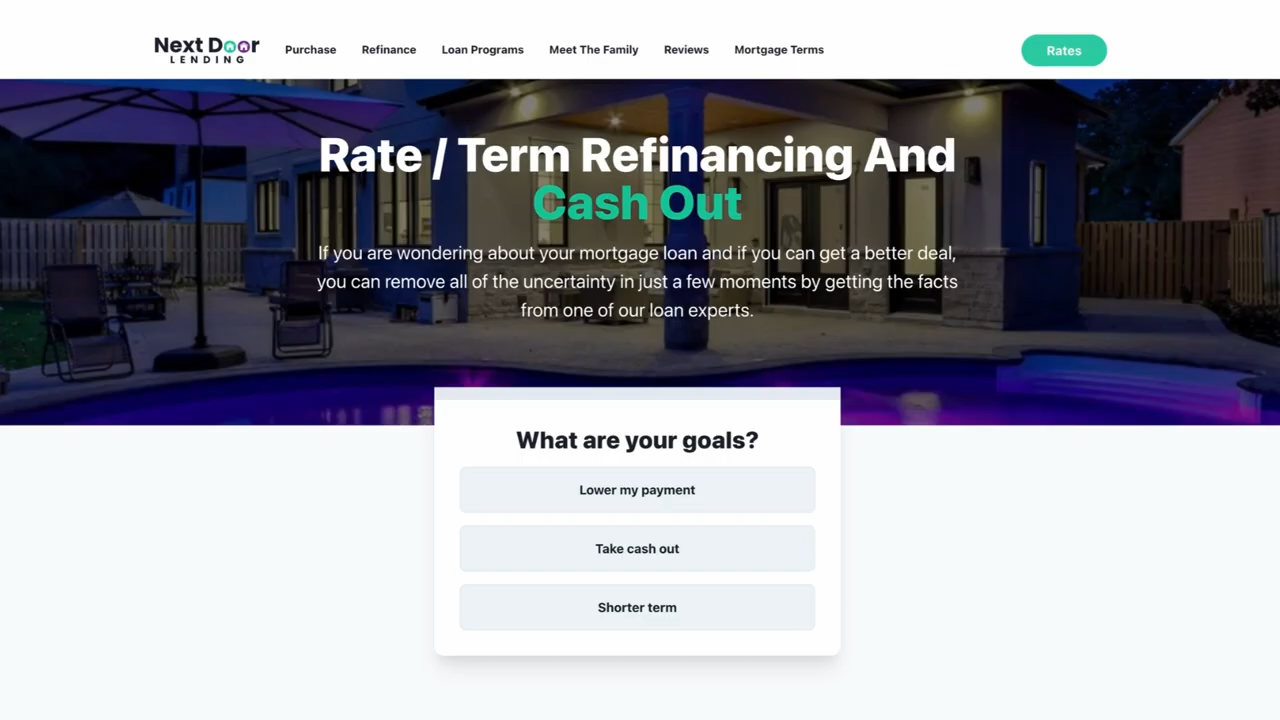 Next Door
LENDING
Purchase
Refinance
Loan Programs
Meet The Family
Reviews
Mortgage Terms
Rates
Rate / Term Refinancing And
Cash Out
If you are wondering about your mortgage loan and if you can get a better deal,
you can remove all of the uncertainty in just a few moments by getting the facts
from one of our loan experts.
What are your goals?
Lower my payment
Take cash out
Shorter term